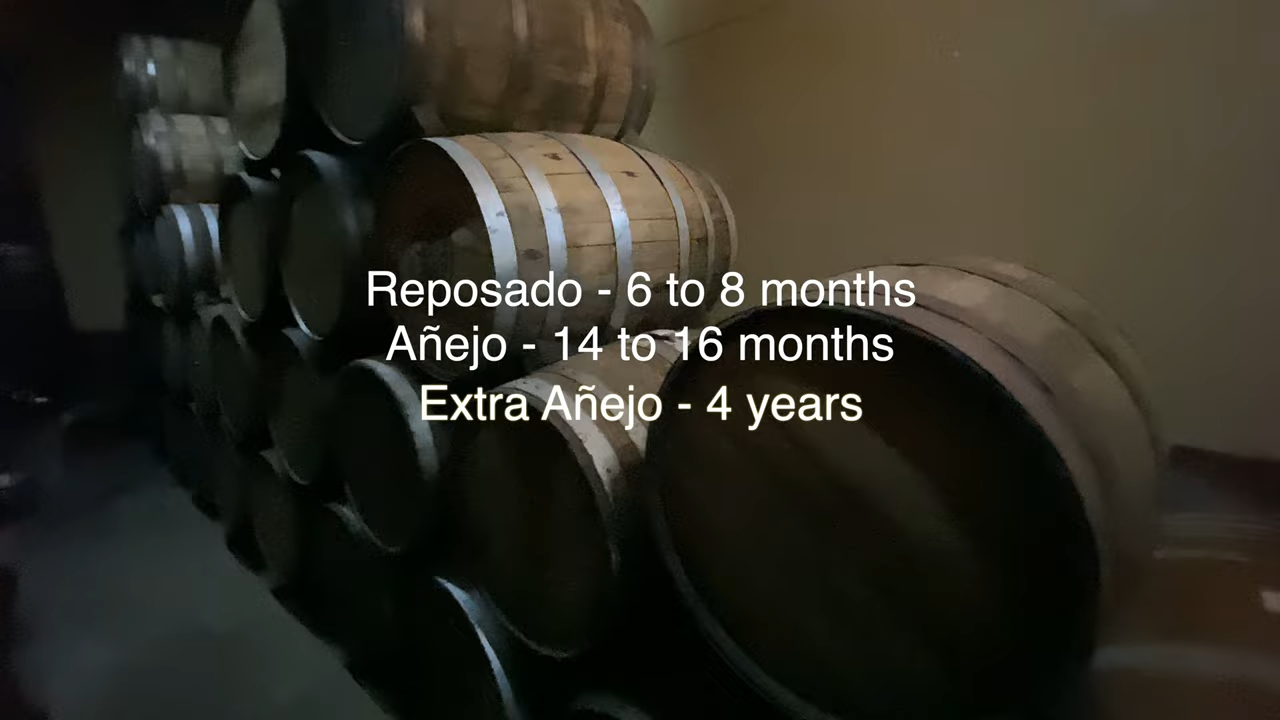 Reposado - 6 to 8 months
Añejo - 14 to 16 months
Extra Añejo - 4 years